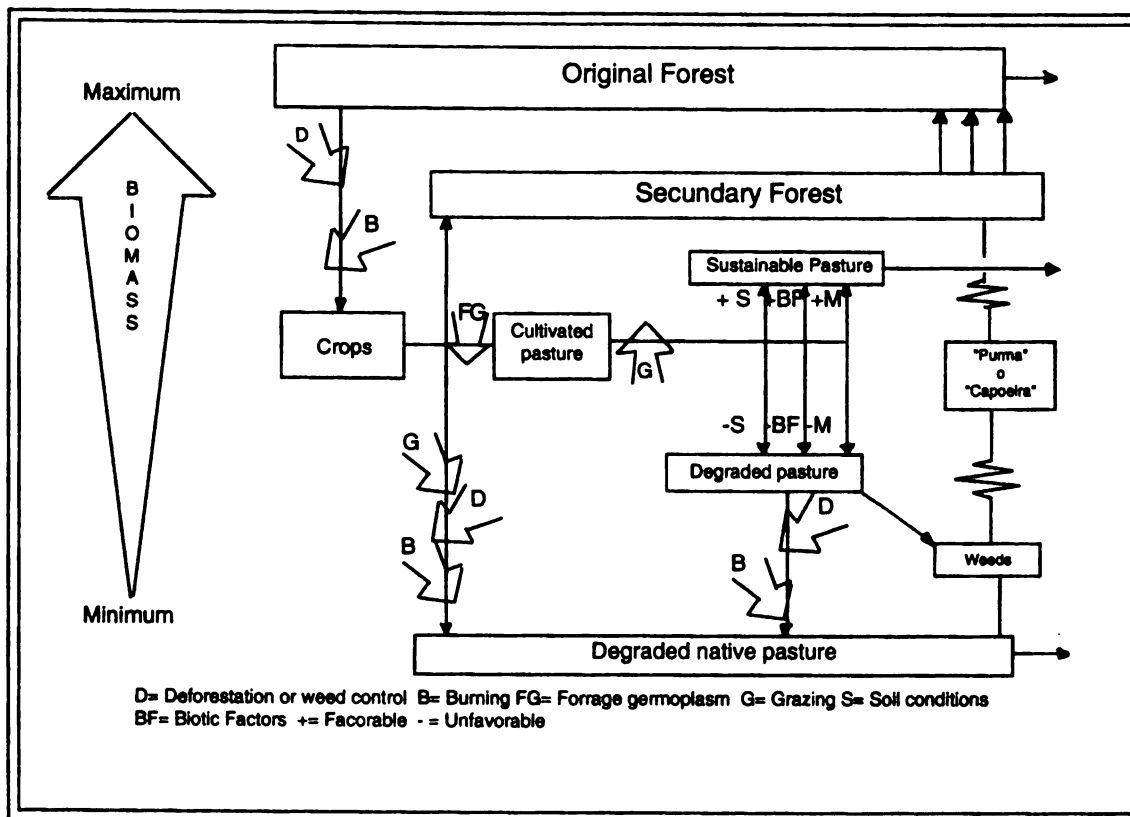 Original Forest
Maximum
D
BIOMASS
Secundary Forest
B
Sustainable Pasture
+ S +BF +M
FG
Crops
Cultivated
pasture
G
"Purma"
o
"Capoeira"
-S -BF -M
G
Degraded pasture
D
D
B
B
Weeds
Minimum
Degraded native pasture
D= Deforestation or weed control B= Burning FG= Forrage germoplasm G= Grazing S= Soil conditions
BF= Biotic Factors += Facorable - = Unfavorable